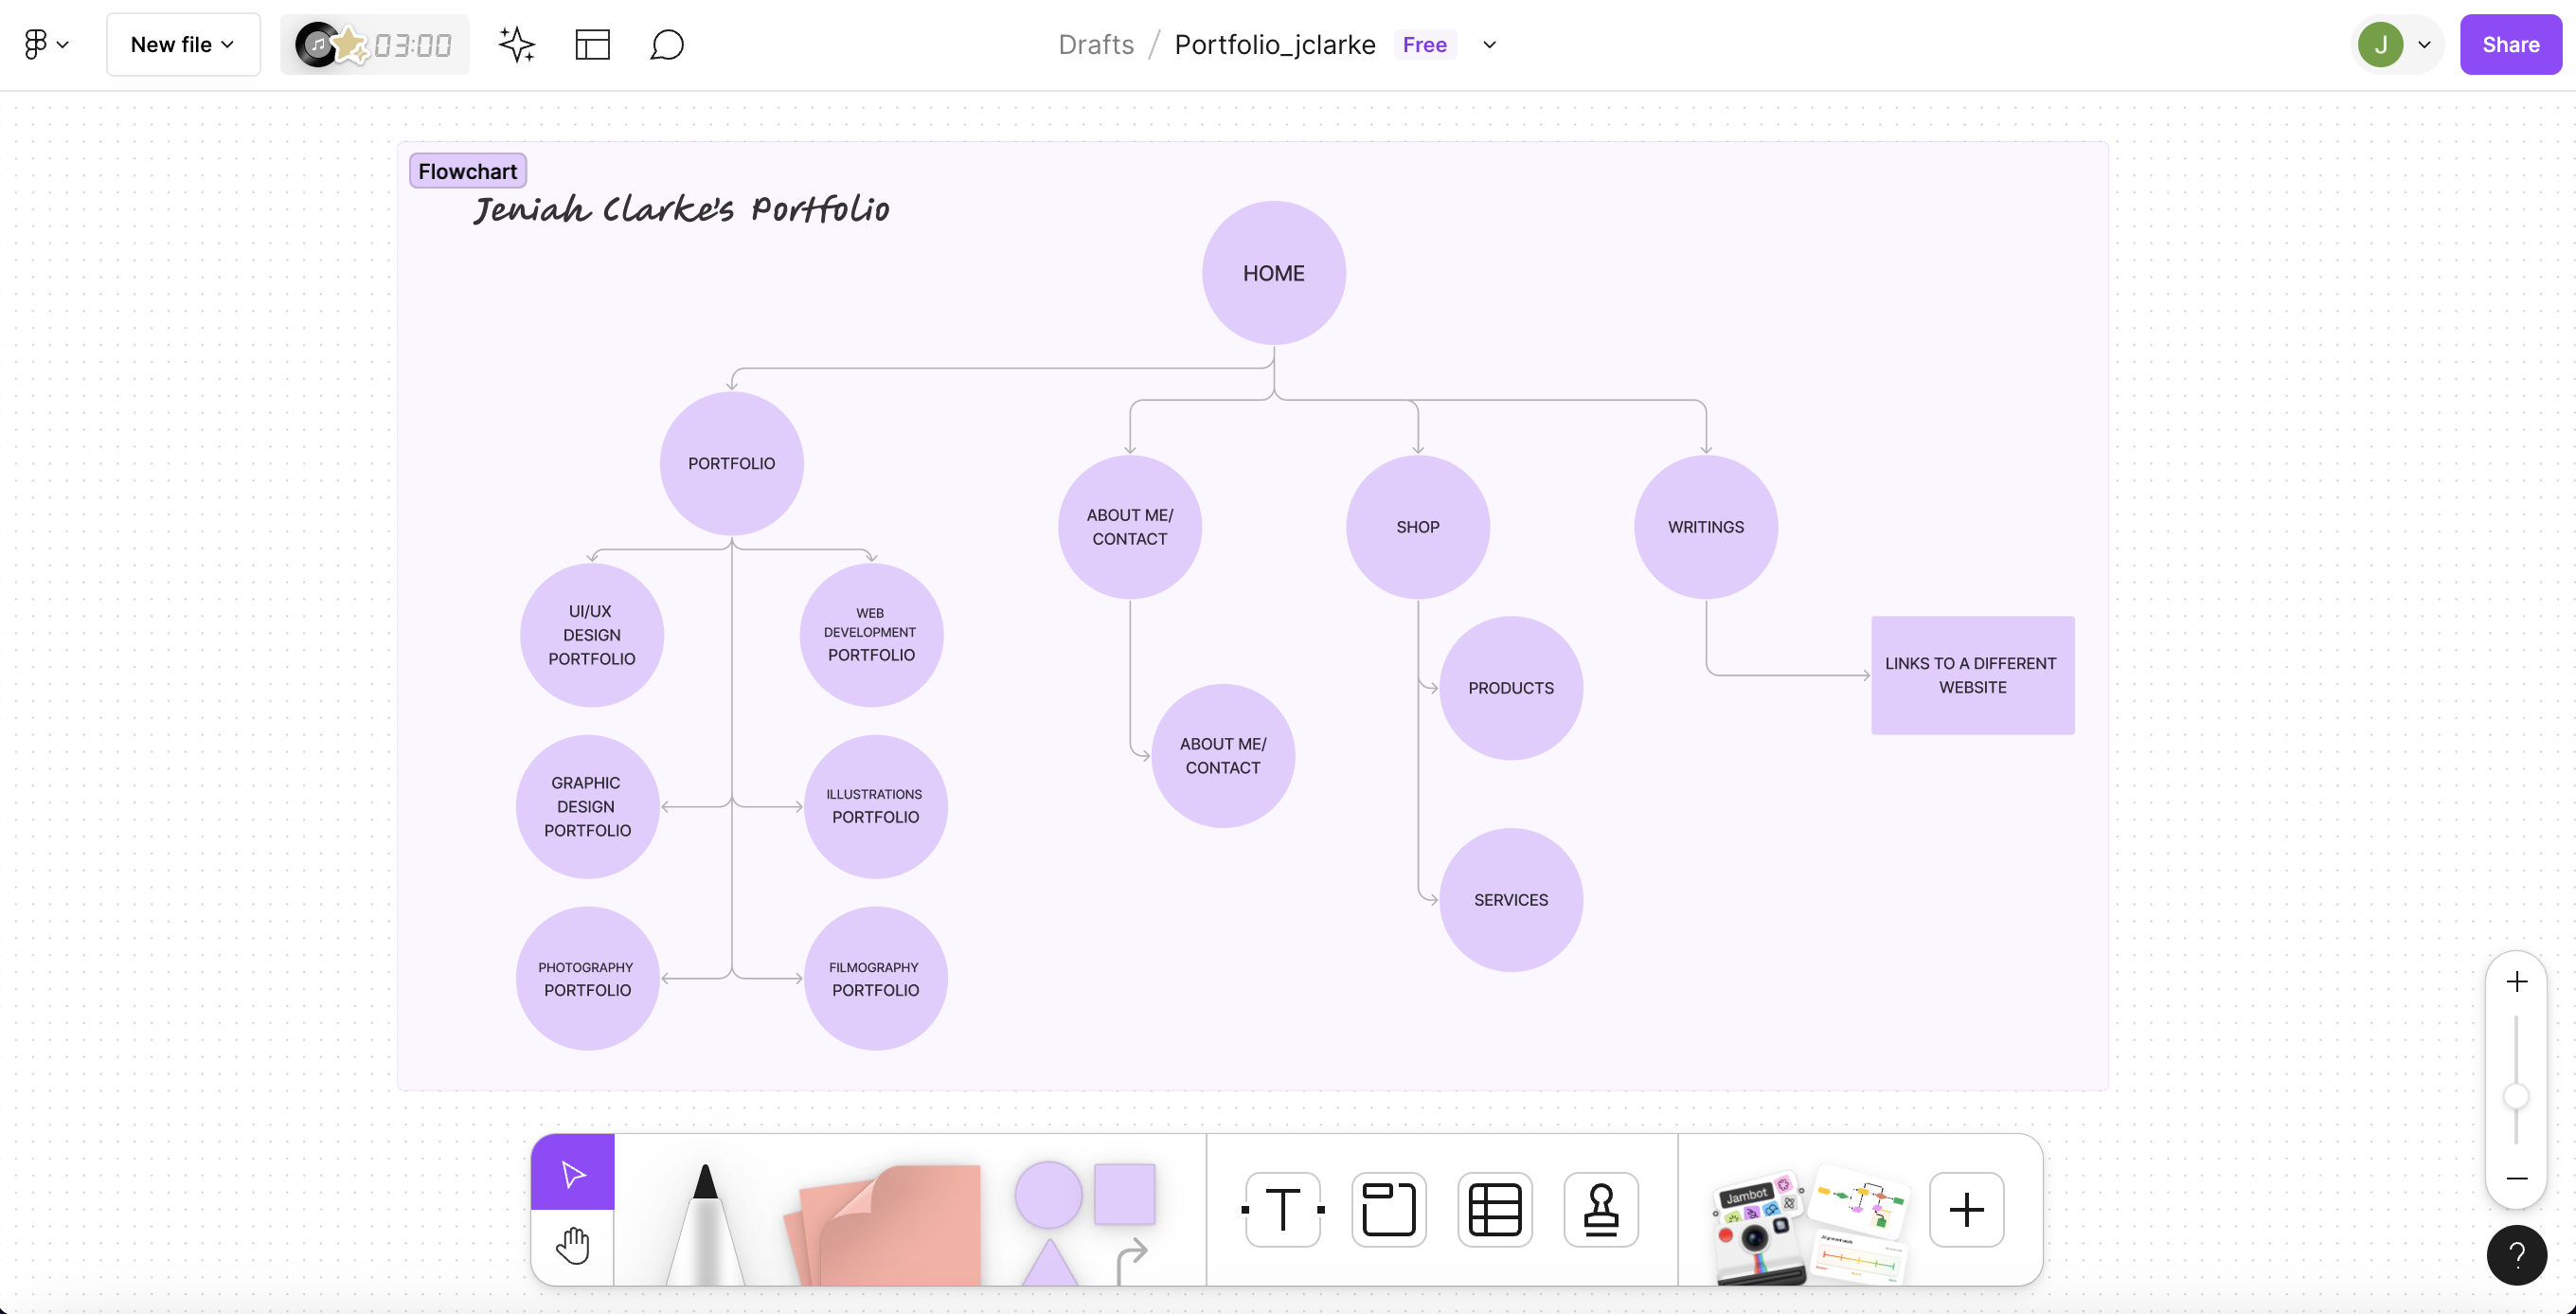 New file
03:00
Drafts / Portfolio_jclarke Free
J
Share
Flowchart
Jeniah Clarke's Portfolio
HOME
PORTFOLIO
ABOUT ME/
CONTACT
SHOP
WRITINGS
UI/UX
DESIGN
PORTFOLIO
WEB
DEVELOPMENT
PORTFOLIO
GRAPHIC
DESIGN
PORTFOLIO
ILLUSTRATIONS
PORTFOLIO
PHOTOGRAPHY
PORTFOLIO
FILMOGRAPHY
PORTFOLIO
ABOUT ME/
CONTACT
PRODUCTS
SERVICES
LINKS TO A DIFFERENT
WEBSITE
T
Jambot
?